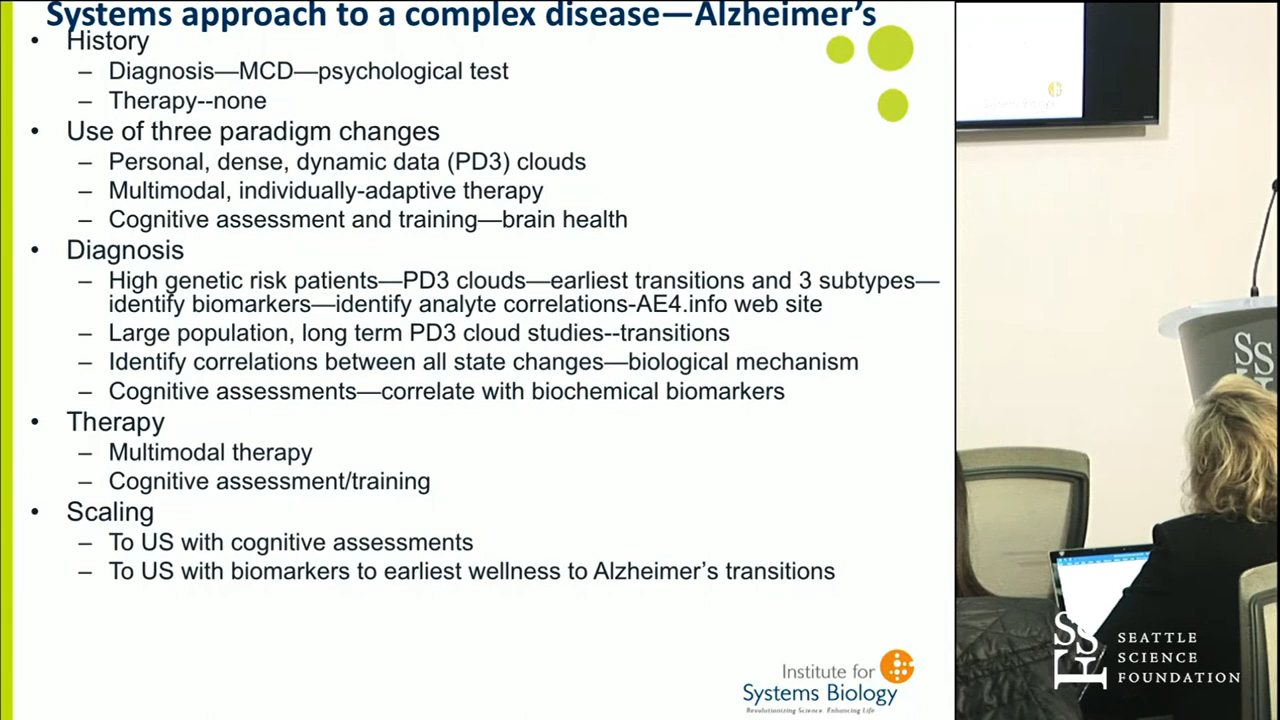 Systems approach to a complex disease—Alzheimer's
• History
– Diagnosis—MCD—psychological test
– Therapy--none
• Use of three paradigm changes
– Personal, dense, dynamic data (PD3) clouds
– Multimodal, individually-adaptive therapy
– Cognitive assessment and training—brain health
• Diagnosis
– High genetic risk patients—PD3 clouds—earliest transitions and 3 subtypes—
identify biomarkers—identify analyte correlations-AE4.info web site
– Large population, long term PD3 cloud studies--transitions
– Identify correlations between all state changes—biological mechanism
– Cognitive assessments—correlate with biochemical biomarkers
• Therapy
– Multimodal therapy
– Cognitive assessment/training
• Scaling
– To US with cognitive assessments
– To US with biomarkers to earliest wellness to Alzheimer's transitions
Institute for
Systems Biology
Revolutionizing Science. Enhancing Life.
Systems Biology
SSF
SEATTLE
SCIENCE
FOUNDATION